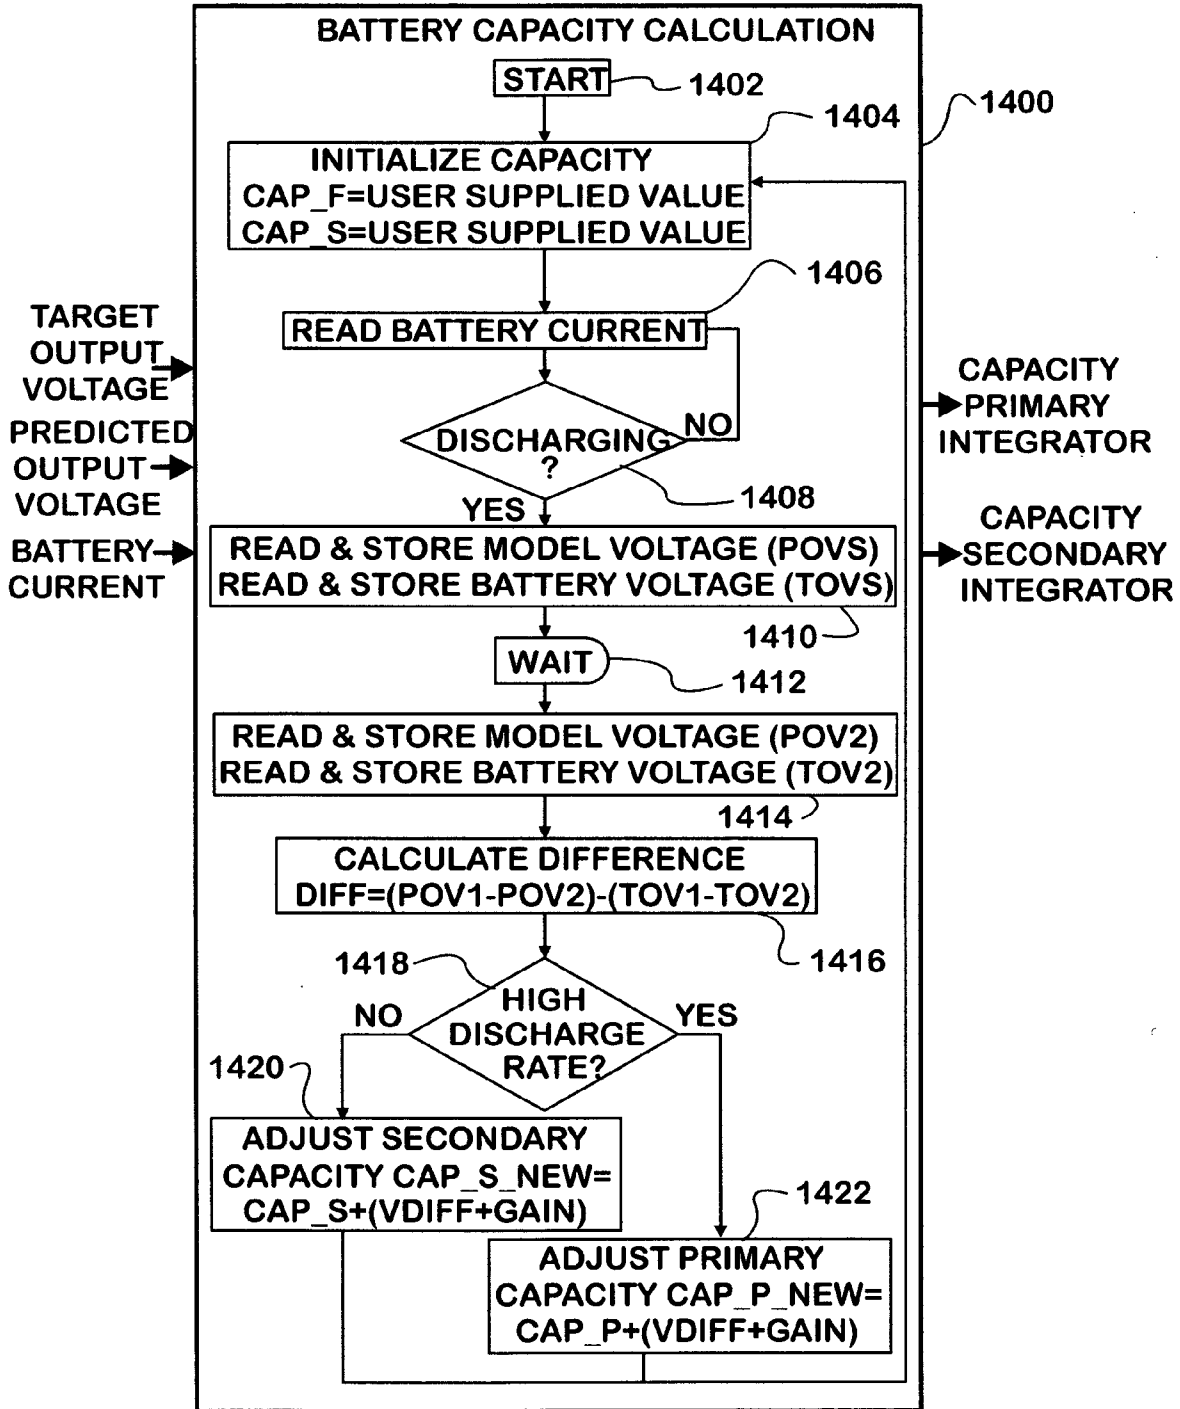 BATTERY CAPACITY CALCULATION
START
1402
1400
1404
INITIALIZE CAPACITY
CAP_F=USER SUPPLIED VALUE
CAP_S=USER SUPPLIED VALUE
1406
READ BATTERY CURRENT
TARGET
OUTPUT
VOLTAGE
PREDICTED
OUTPUT
VOLTAGE
BATTERY
CURRENT
CAPACITY
PRIMARY
INTEGRATOR
CAPACITY
SECONDARY
INTEGRATOR
DISCHARGING
?
NO
1408
YES
READ & STORE MODEL VOLTAGE (POVS)
READ & STORE BATTERY VOLTAGE (TOVS)
1410
WAIT
1412
READ & STORE MODEL VOLTAGE (POV2)
READ & STORE BATTERY VOLTAGE (TOV2)
1414
CALCULATE DIFFERENCE
DIFF=(POV1-POV2)-(TOV1-TOV2)
1416
1418
HIGH
DISCHARGE
RATE?
NO
YES
1420
ADJUST SECONDARY
CAPACITY CAP_S_NEW=
CAP_S+(VDIFF+GAIN)
1422
ADJUST PRIMARY
CAPACITY CAP_P_NEW=
CAP_P+(VDIFF+GAIN)